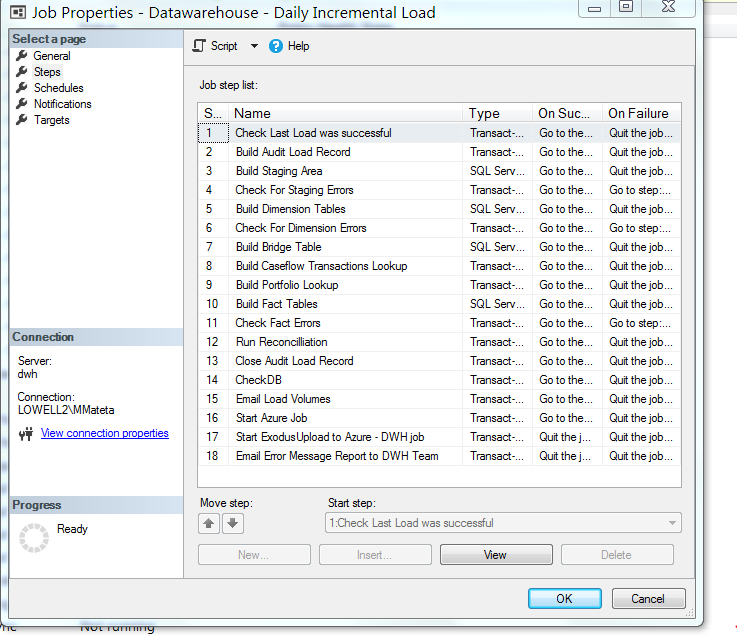 Job Properties - Datawarehouse - Daily Incremental Load
Select a page
General
Steps
Schedules
Notifications
Targets
Script
Help
Job step list:
S... Name Type On Suc... On Failure
1 Check Last Load was successful Transact-... Go to the... Quit the job...
2 Build Audit Load Record Transact-... Go to the... Quit the job...
3 Build Staging Area SQL Serv... Go to the... Quit the job...
4 Check For Staging Errors Transact-... Go to the... Go to step:...
5 Build Dimension Tables SQL Serv... Go to the... Quit the job...
6 Check For Dimension Errors Transact-... Go to the... Go to step:...
7 Build Bridge Table SQL Serv... Go to the... Quit the job...
8 Build Caseflow Transactions Lookup Transact-... Go to the... Quit the job...
9 Build Portfolio Lookup Transact-... Go to the... Quit the job...
10 Build Fact Tables SQL Serv... Go to the... Quit the job...
11 Check Fact Errors Transact-... Go to the... Go to step:...
12 Run Reconcilliation Transact-... Go to the... Quit the job...
13 Close Audit Load Record Transact-... Go to the... Quit the job...
14 CheckDB Transact-... Go to the... Quit the job...
15 Email Load Volumes Transact-... Go to the... Quit the job...
16 Start Azure Job Transact-... Go to the... Quit the job...
17 Start ExodusUpload to Azure - DWH job Transact-... Quit the j... Quit the job...
18 Email Error Message Report to DWH Team Transact-... Quit the j... Quit the job...
Connection
Server:
dwh
Connection:
LOWELL2\MMateta
View connection properties
Progress
Ready
Move step:
Start step:
1:Check Last Load was successful
New...
Insert...
View
Delete
OK
Cancel
Not running